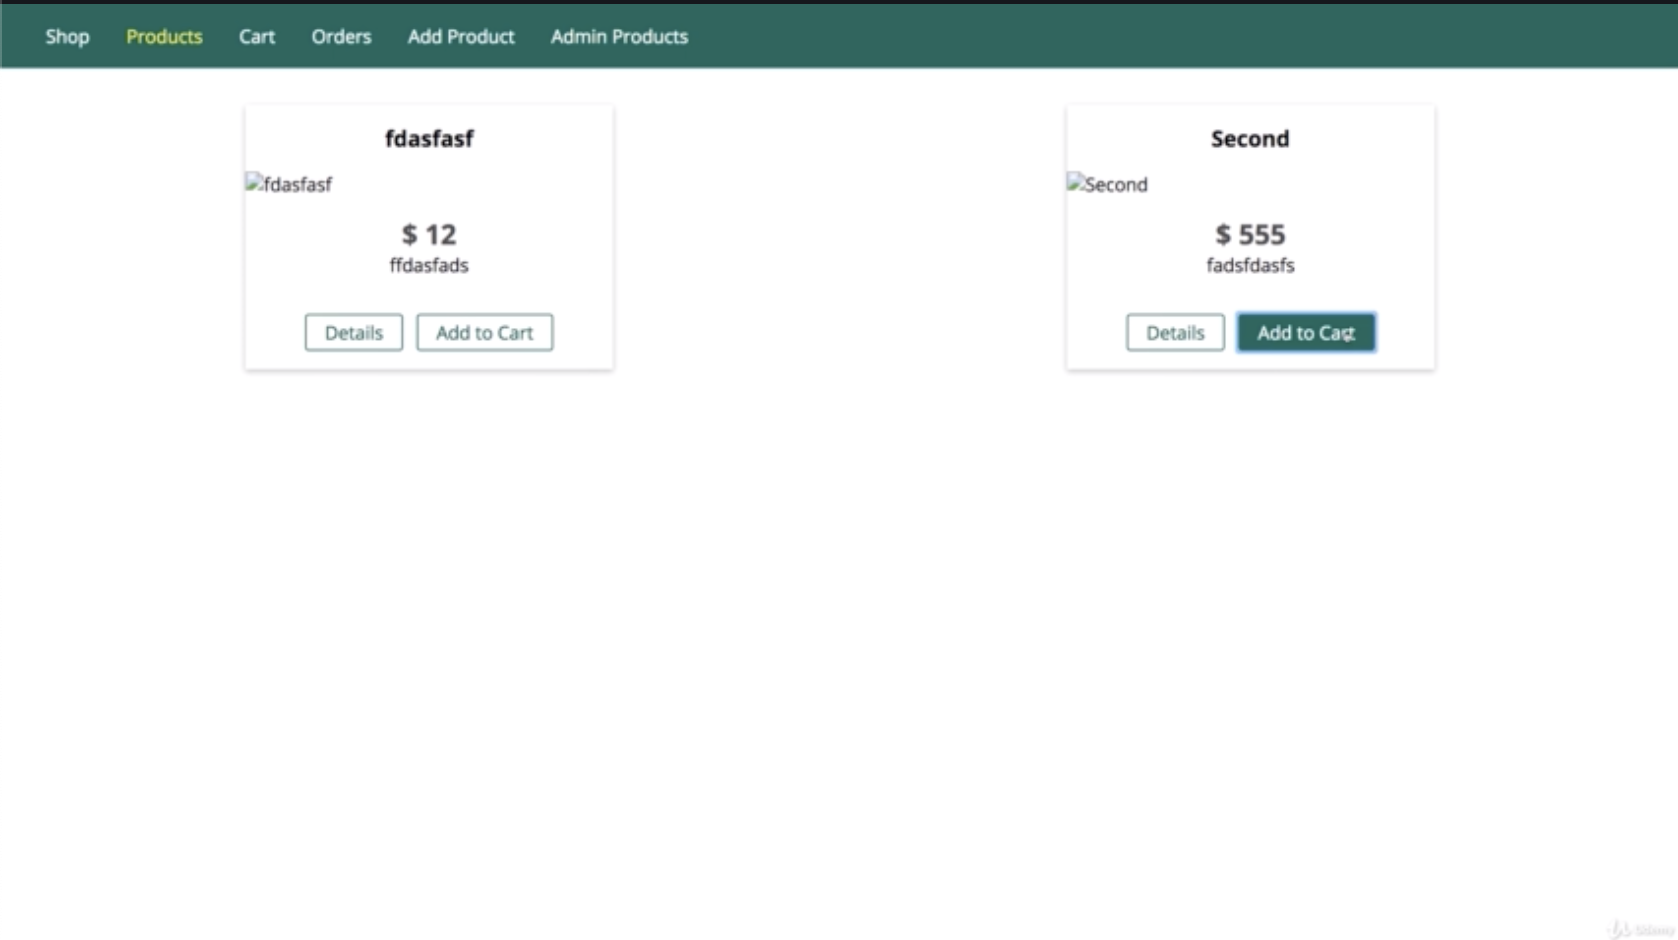 Shop Products Cart Orders Add Product Admin Products
fdasfasf
fdasfasf
$ 12
ffdasfads
Details Add to Cart
Second
Second
$ 555
fadsfdasfs
Details Add to Cart
Udemy